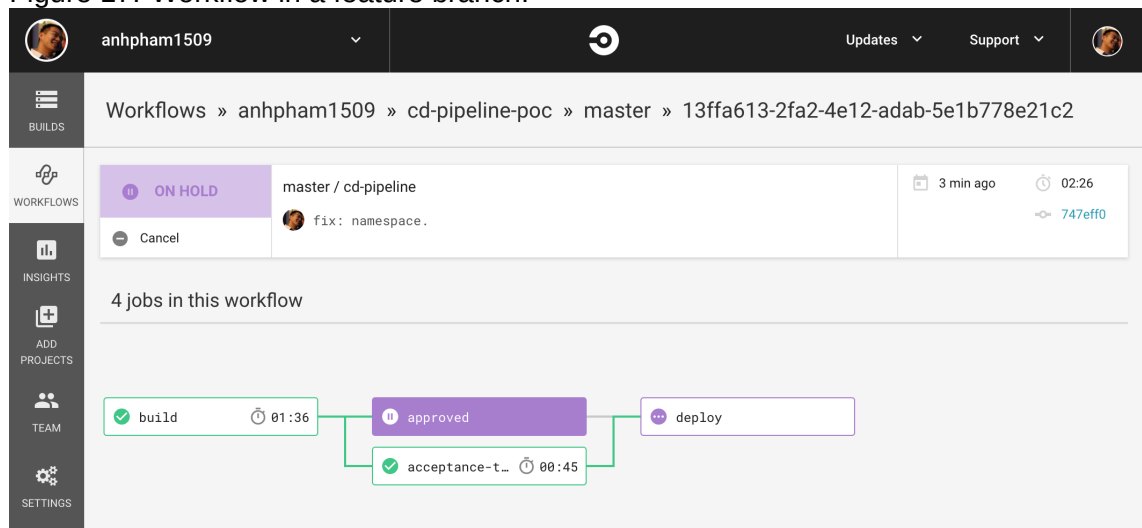 Figure 17: Workflow in a feature branch.
anhpham1509
Updates
Support
BUILDS
Workflows » anhpham1509 » cd-pipeline-poc » master » 13ffa613-2fa2-4e12-adab-5e1b778e21c2
WORKFLOWS
ON HOLD
master / cd-pipeline
3 min ago
02:26
fix: namespace.
747eff0
Cancel
INSIGHTS
4 jobs in this workflow
ADD
PROJECTS
TEAM
build 01:36
approved
deploy
acceptance-t… 00:45
SETTINGS